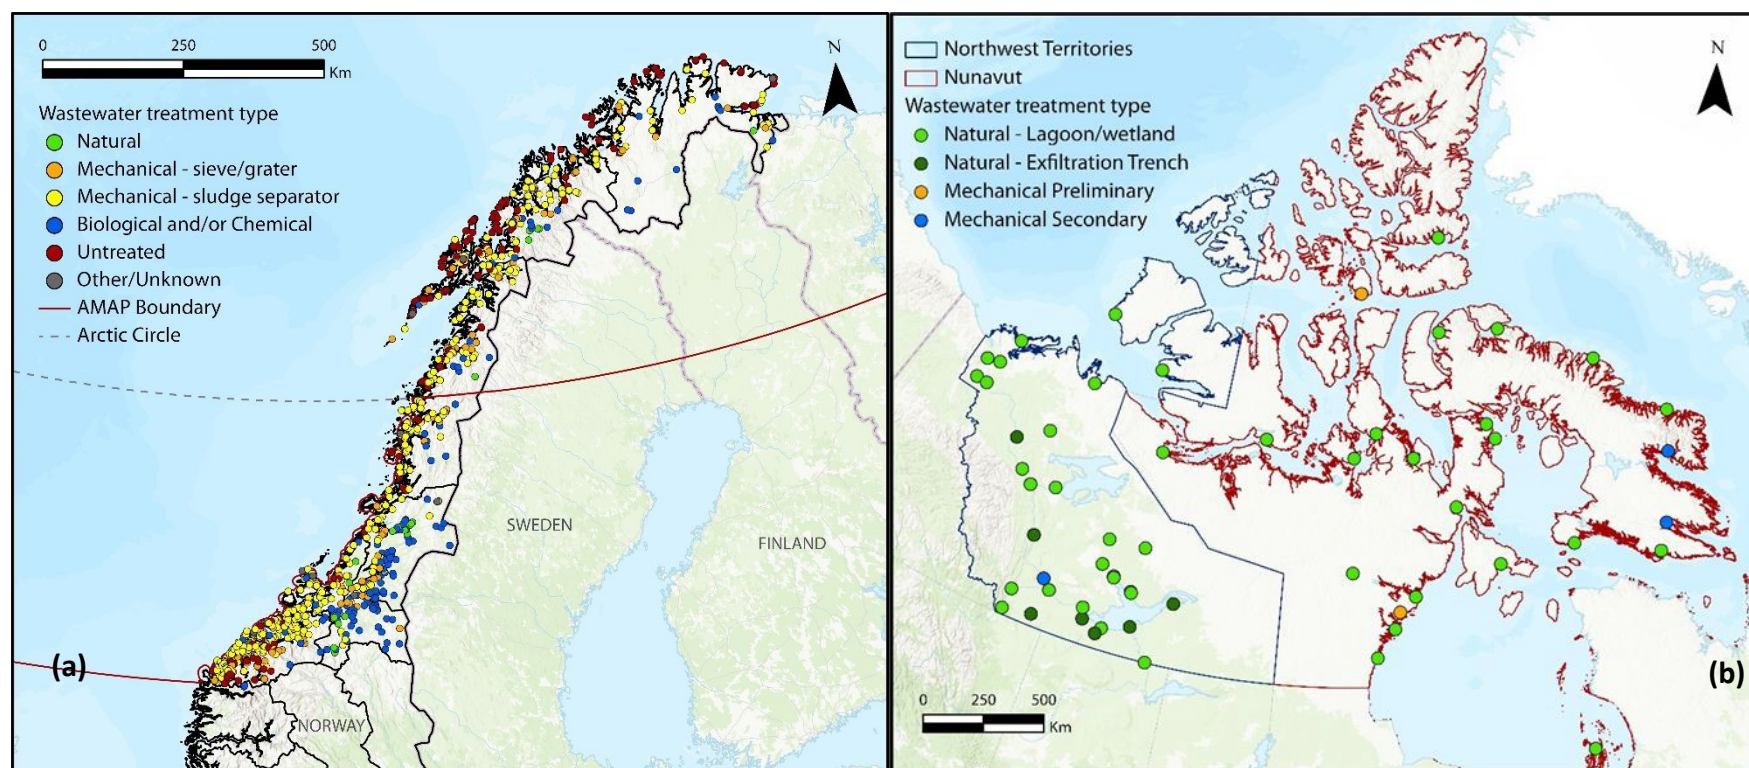 0 250 500
Km
N
Wastewater treatment type
Natural
Mechanical - sieve/grater
Mechanical - sludge separator
Biological and/or Chemical
Untreated
Other/Unknown
AMAP Boundary
Arctic Circle
SWEDEN
FINLAND
NORWAY
(a)
Northwest Territories
Nunavut
Wastewater treatment type
Natural - Lagoon/wetland
Natural - Exfiltration Trench
Mechanical Preliminary
Mechanical Secondary
N
0 250 500
Km
(b)